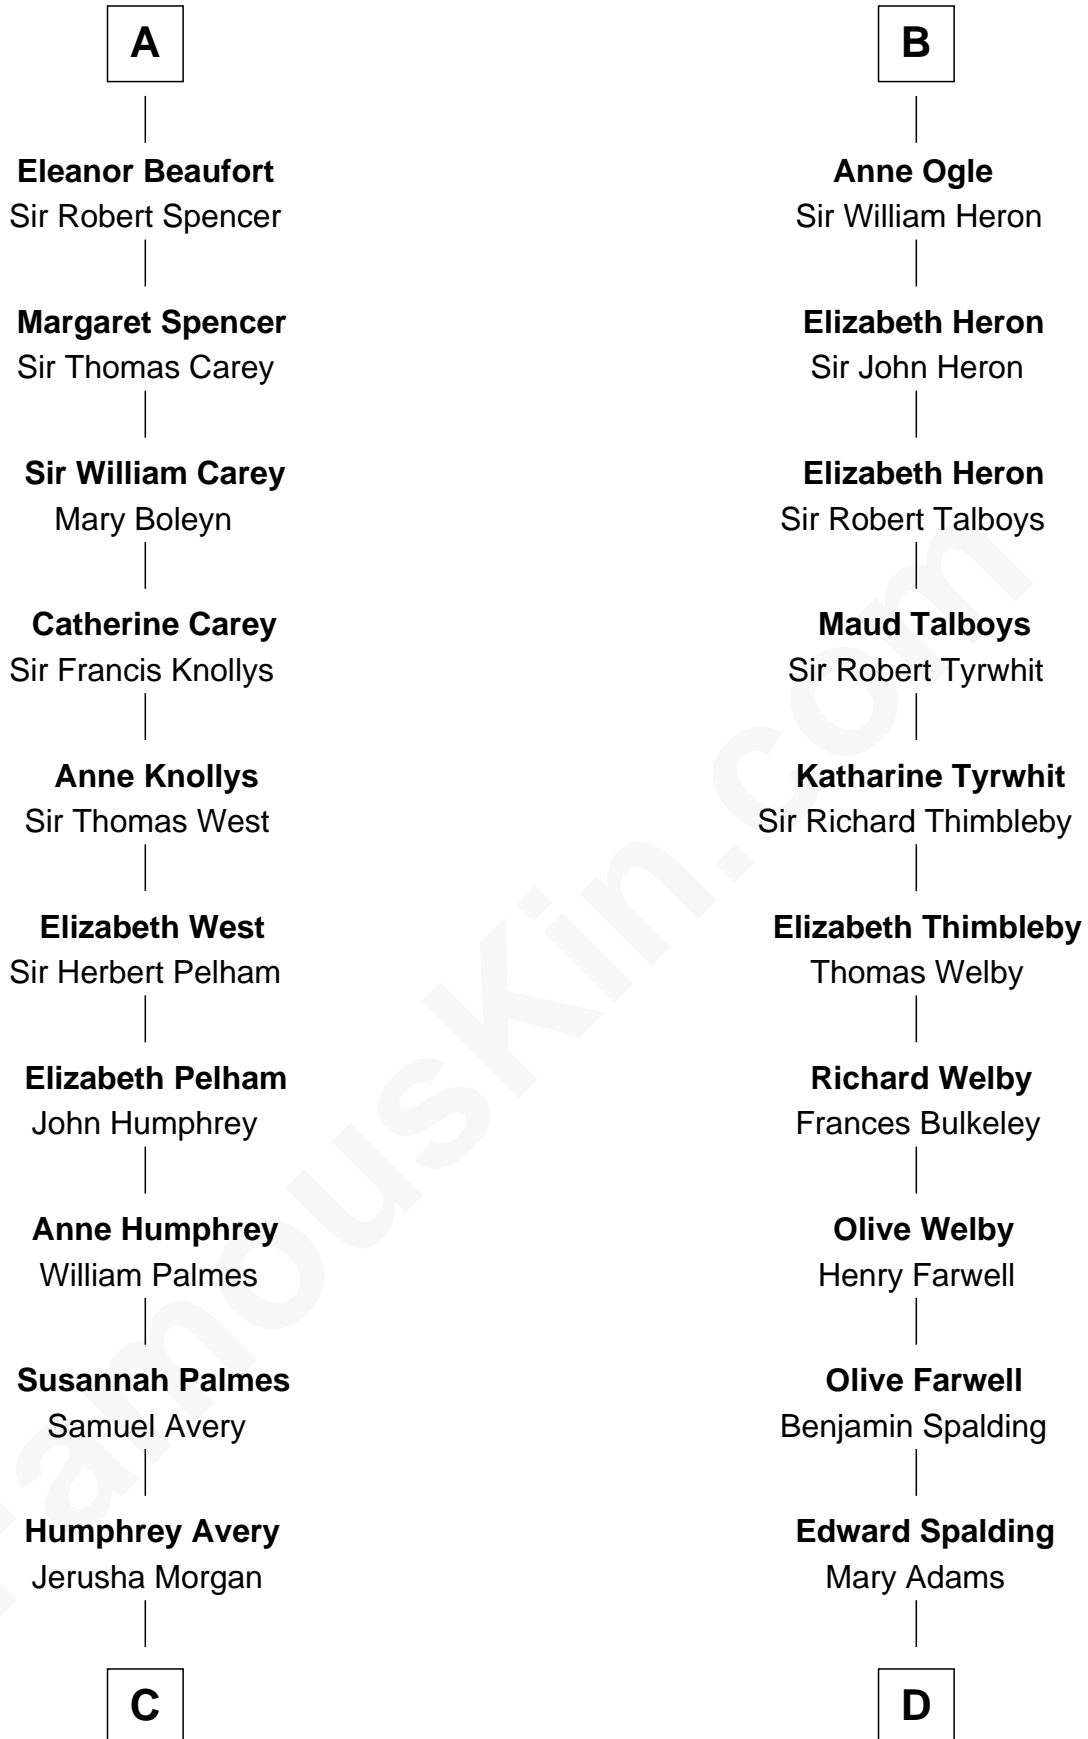 A
Eleanor Beaufort
Sir Robert Spencer
Margaret Spencer
Sir Thomas Carey
Sir William Carey
Mary Boleyn
Catherine Carey
Sir Francis Knollys
Anne Knollys
Sir Thomas West
Elizabeth West
Sir Herbert Pelham
Elizabeth Pelham
John Humphrey
Anne Humphrey
William Palmes
Susannah Palmes
Samuel Avery
Humphrey Avery
Jerusha Morgan
C
B
Anne Ogle
Sir William Heron
Elizabeth Heron
Sir John Heron
Elizabeth Heron
Sir Robert Talboys
Maud Talboys
Sir Robert Tyrwhit
Katharine Tyrwhit
Sir Richard Thimbleby
Elizabeth Thimbleby
Thomas Welby
Richard Welby
Frances Bulkeley
Olive Welby
Henry Farwell
Olive Farwell
Benjamin Spalding
Edward Spalding
Mary Adams
D
FamousKin.com